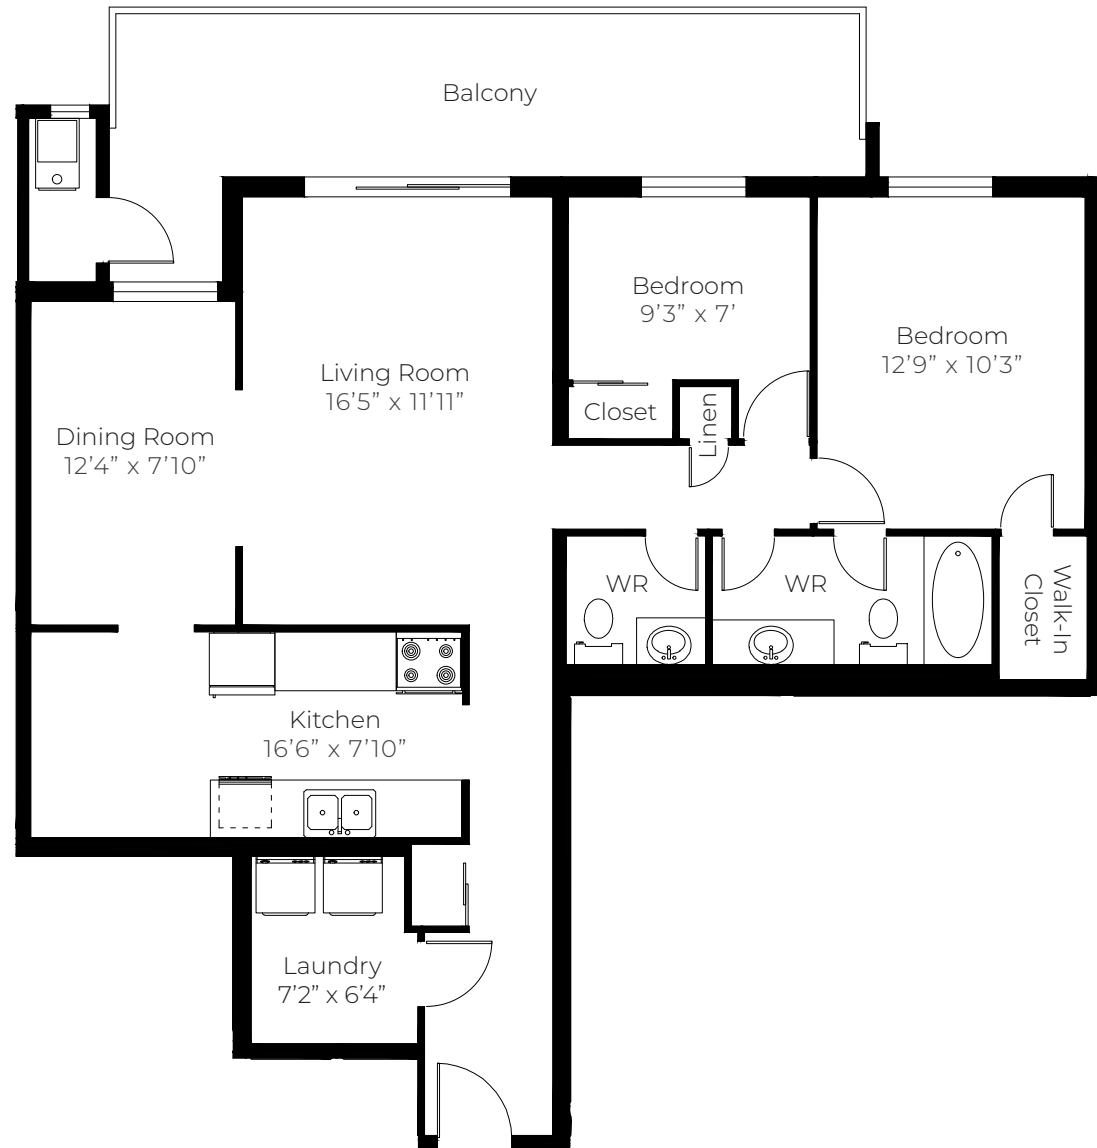 Balcony
Bedroom
9’3” x 7’
Bedroom
12’9” x 10’3”
Living Room
16’5” x 11’11”
Closet
Linen
Dining Room
12’4” x 7’10”
WR
WR
Walk-In
Closet
Kitchen
16’6” x 7’10”
Laundry
7’2” x 6’4”